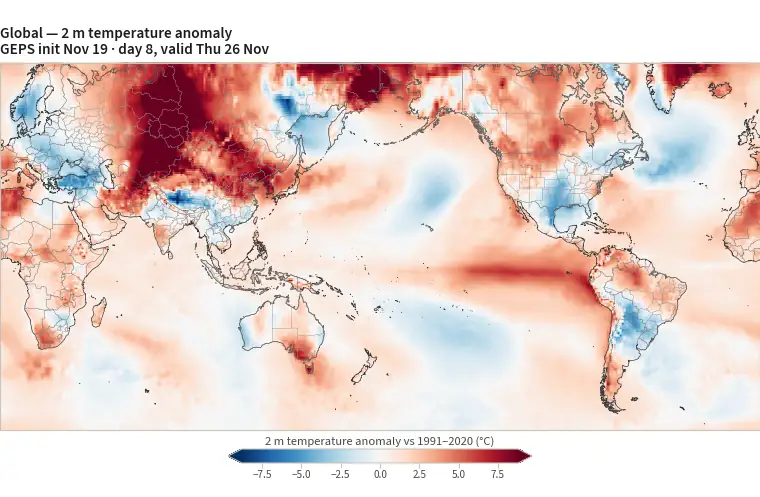 Global — 2 m temperature anomaly
GEPS init Nov 19 · day 8, valid Thu 26 Nov
2 m temperature anomaly vs 1991–2020 (°C)
−7.5 −5.0 −2.5 0.0 2.5 5.0 7.5